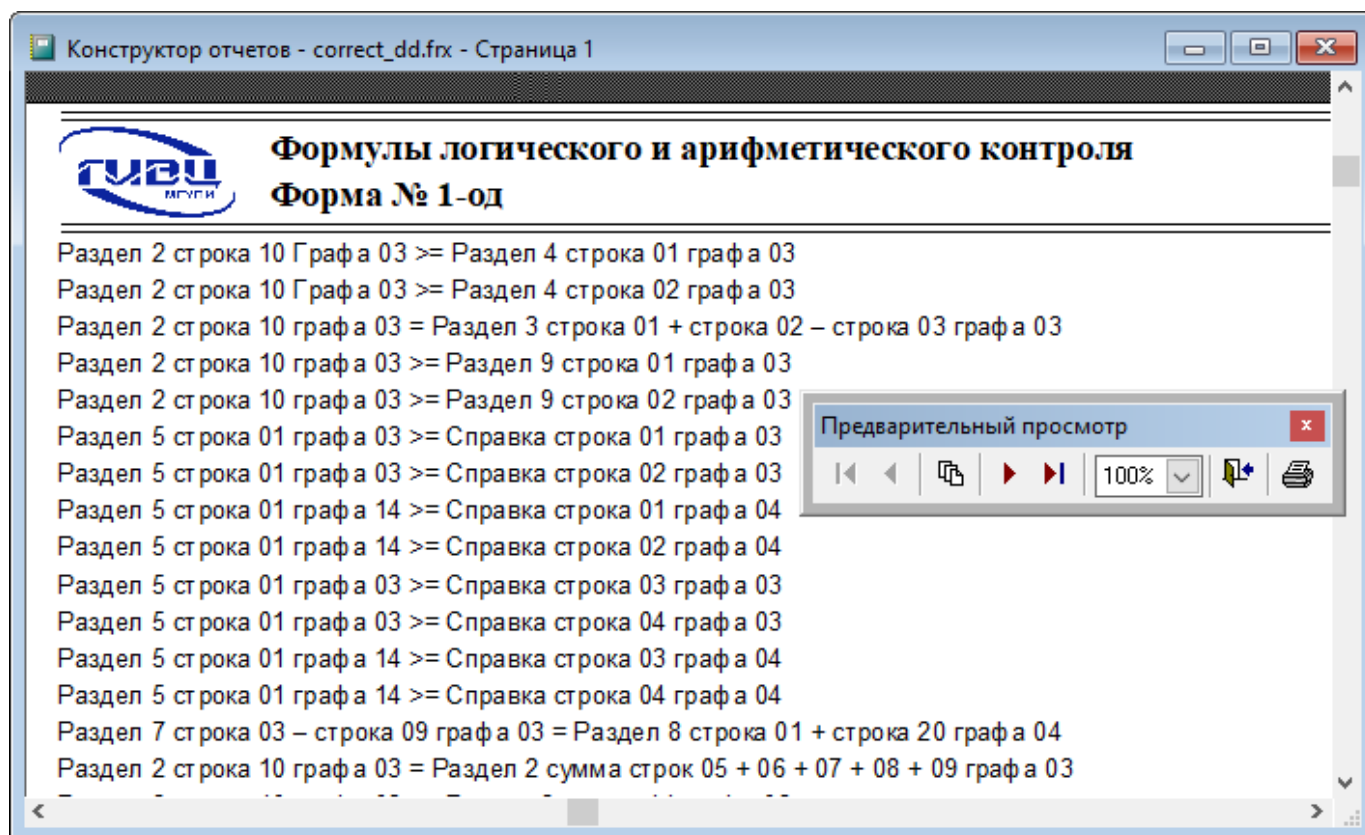 Конструктор отчетов - correct_dd.frx - Страница 1
ГИВЦ
МГУПИ
Формулы логического и арифметического контроля
Форма № 1-од
Раздел 2 строка 10 Графа 03 >= Раздел 4 строка 01 графа 03
Раздел 2 строка 10 Графа 03 >= Раздел 4 строка 02 графа 03
Раздел 2 строка 10 графа 03 = Раздел 3 строка 01 + строка 02 – строка 03 графа 03
Раздел 2 строка 10 графа 03 >= Раздел 9 строка 01 графа 03
Раздел 2 строка 10 графа 03 >= Раздел 9 строка 02 графа 03
Раздел 5 строка 01 графа 03 >= Справка строка 01 графа 03
Раздел 5 строка 01 графа 03 >= Справка строка 02 графа 03
Раздел 5 строка 01 графа 14 >= Справка строка 01 графа 04
Раздел 5 строка 01 графа 14 >= Справка строка 02 графа 04
Раздел 5 строка 01 графа 03 >= Справка строка 03 графа 03
Раздел 5 строка 01 графа 03 >= Справка строка 04 графа 03
Раздел 5 строка 01 графа 14 >= Справка строка 03 графа 04
Раздел 5 строка 01 графа 14 >= Справка строка 04 графа 04
Раздел 7 строка 03 – строка 09 графа 03 = Раздел 8 строка 01 + строка 20 графа 04
Раздел 2 строка 10 графа 03 = Раздел 2 сумма строк 05 + 06 + 07 + 08 + 09 графа 03
Предварительный просмотр
100%